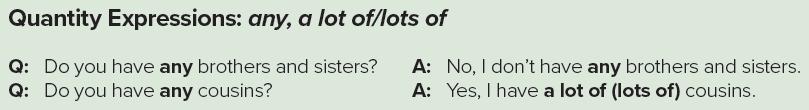 Quantity Expressions: any, a lot of/lots of
Q: Do you have any brothers and sisters? A: No, I don't have any brothers and sisters.
Q: Do you have any cousins? A: Yes, I have a lot of (lots of) cousins.